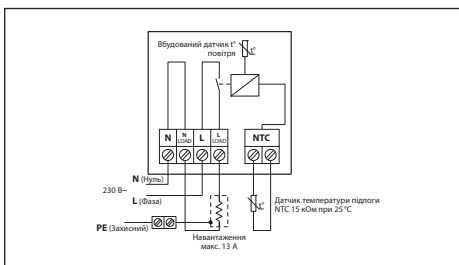 Вбудований датчик t°
повітря
t°
N
N
LOAD
L
L
LOAD
NTC
N (Нуль)
230 В~
L (Фаза)
t°
Датчик температури підлоги
NTC 15 кОм при 25 °C
PE (Захисний)
Навантаження
макс. 13 А